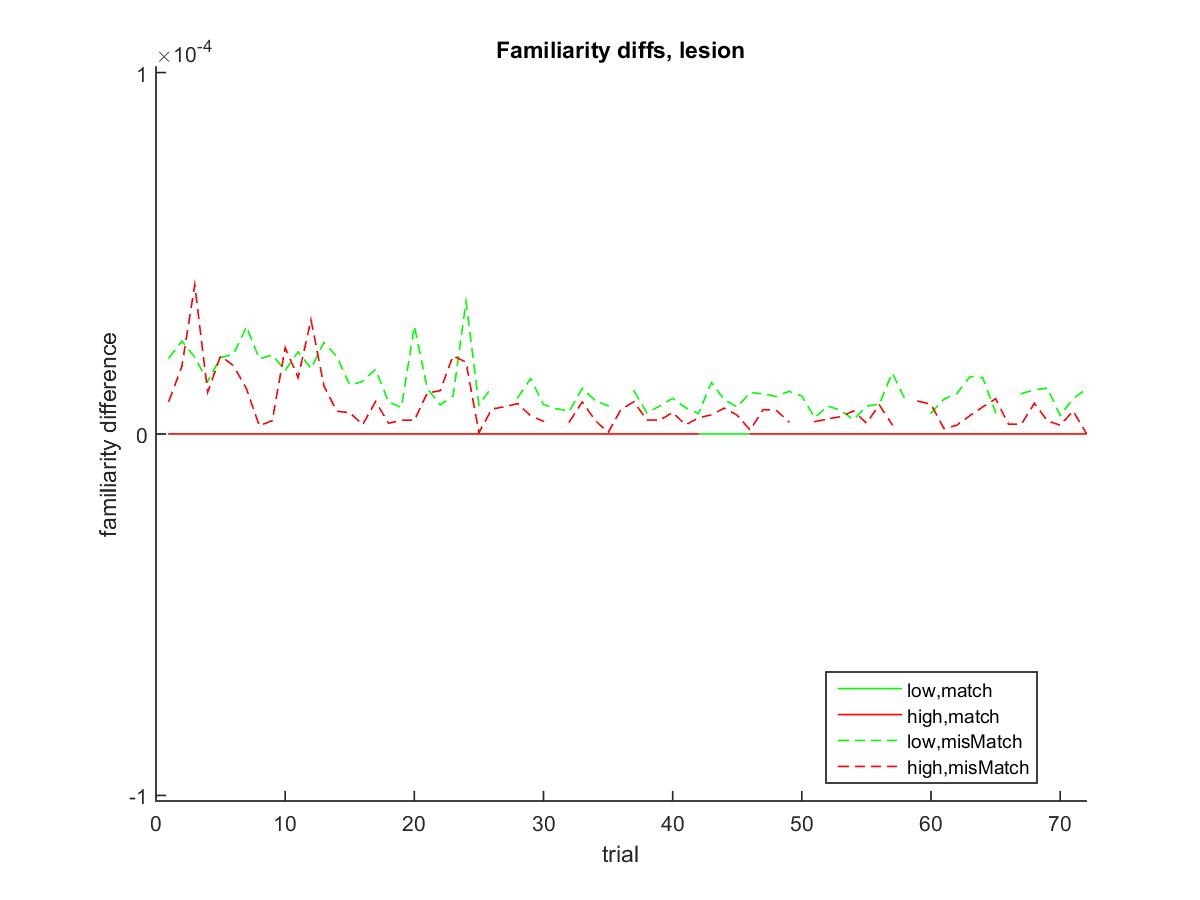 Familiarity diffs, lesion
×10-4
1
0
-1
familiarity difference
0 10 20 30 40 50 60 70
trial
low,match
high,match
low,misMatch
high,misMatch